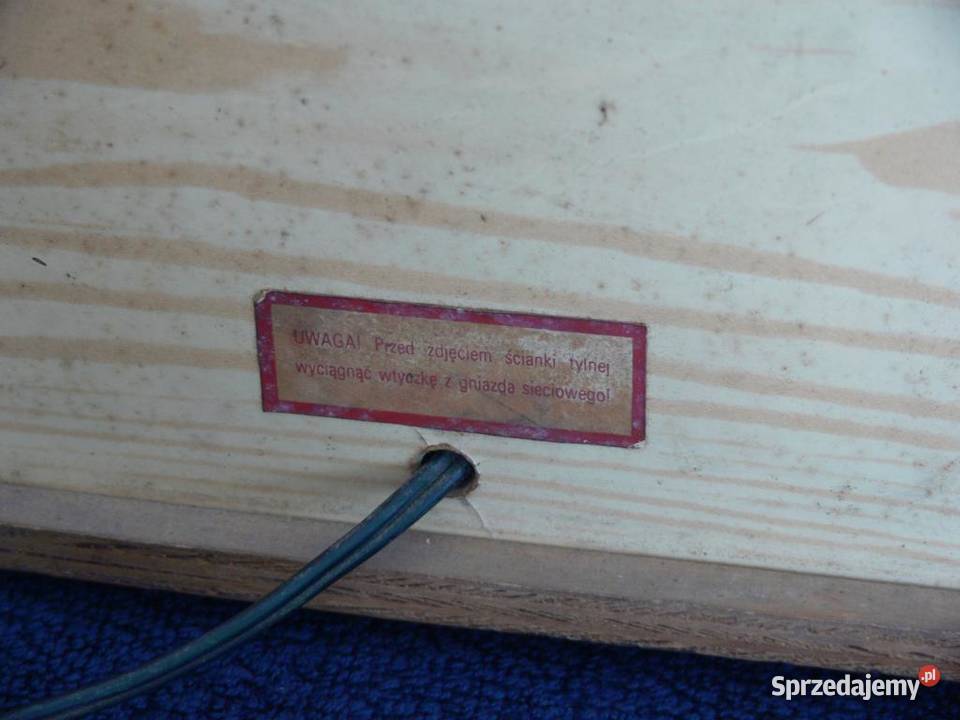 UWAGA! Przed zdjęciem ścianki tylnej
wyciągnąć wtyczkę z gniazda sieciowego!
Sprzedajemy.pl